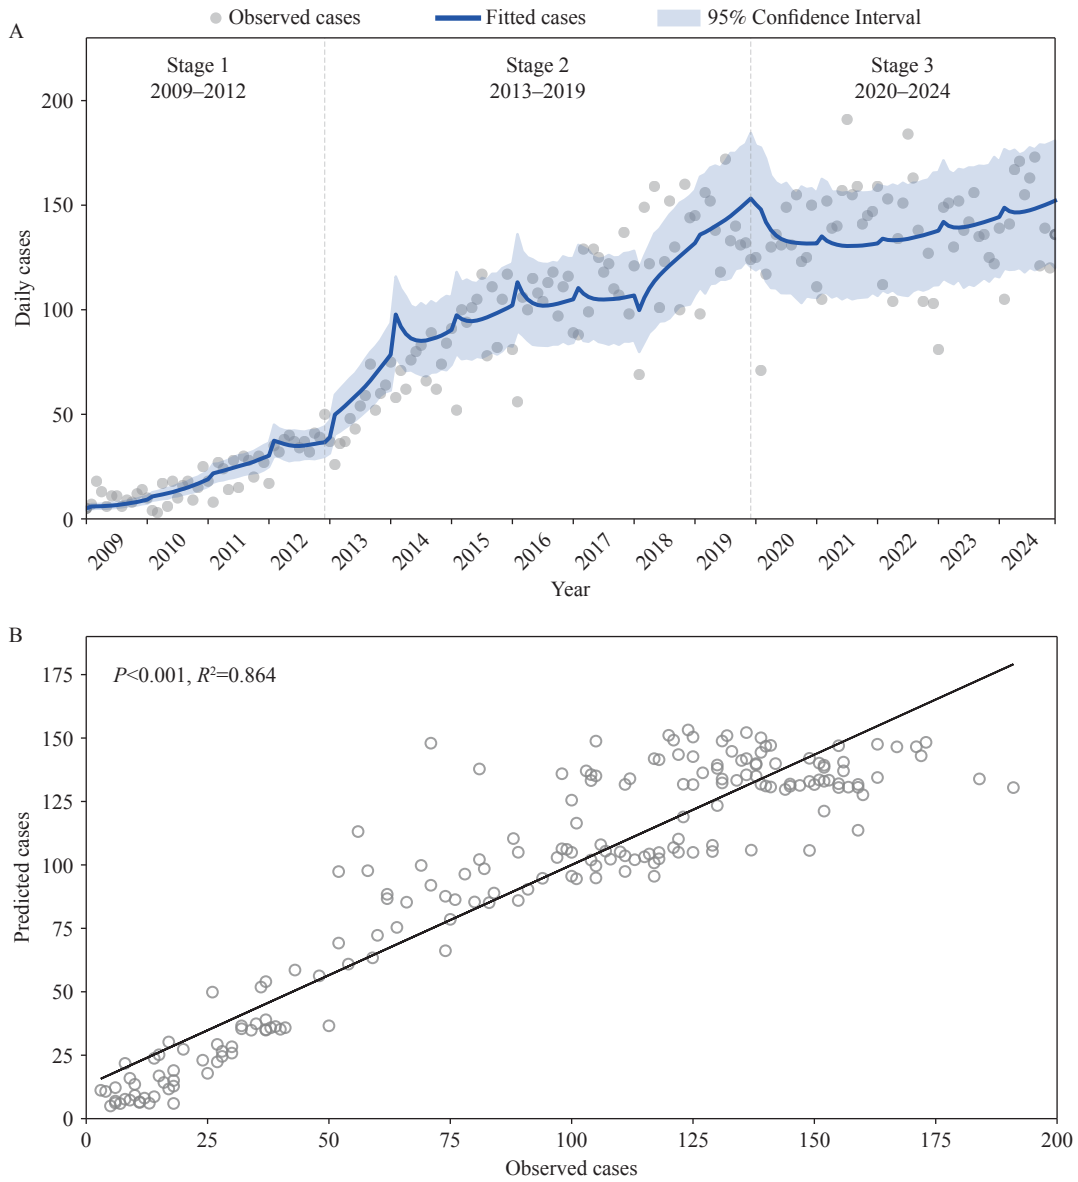 Observed cases Fitted cases 95% Confidence Interval
A
Stage 1 Stage 2 Stage 3
2009–2012 2013–2019 2020–2024
200
150
100
50
0
Daily cases
2009 2010 2011 2012 2013 2014 2015 2016 2017 2018 2019 2020 2021 2022 2023 2024
Year
B
P<0.001, R²=0.864
175
150
125
100
75
50
25
0
Predicted cases
0 25 50 75 100 125 150 175 200
Observed cases